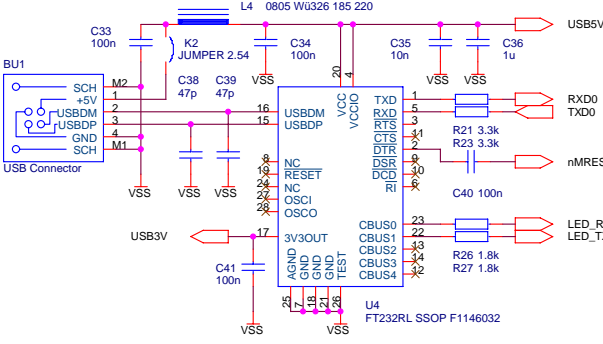 L4 0805 Wü326 185 220
USB5V
C33
100n
K2
JUMPER 2.54
C34
100n
C35
10n
C36
1u
VSS
VSS
VSS
BU1
M2
SCH
1
+5V
2
USBDM
3
USBDP
4
GND
M1
SCH
USB Connector
C38
47p
C39
47p
VSS
VSS
VSS
20
4
VCC
VCCIO
16
USBDM
15
USBDP
8
NC
19
RESET
24
NC
27
OSCI
28
OSCO
17
3V3OUT
USB3V
C41
100n
VSS
TXD
1
RXD
5
RTS
3
CTS
11
DTR
2
DSR
9
DCD
10
RI
6
CBUS0
23
CBUS1
22
CBUS2
13
CBUS3
14
CBUS4
12
RXD0
TXD0
R21 3.3k
R23 3.3k
nMRES
C40 100n
LED_R
LED_T
R26 1.8k
R27 1.8k
AGND
GND
GND
GND
TEST
25
7
18
21
26
VSS
U4
FT232RL SSOP F1146032